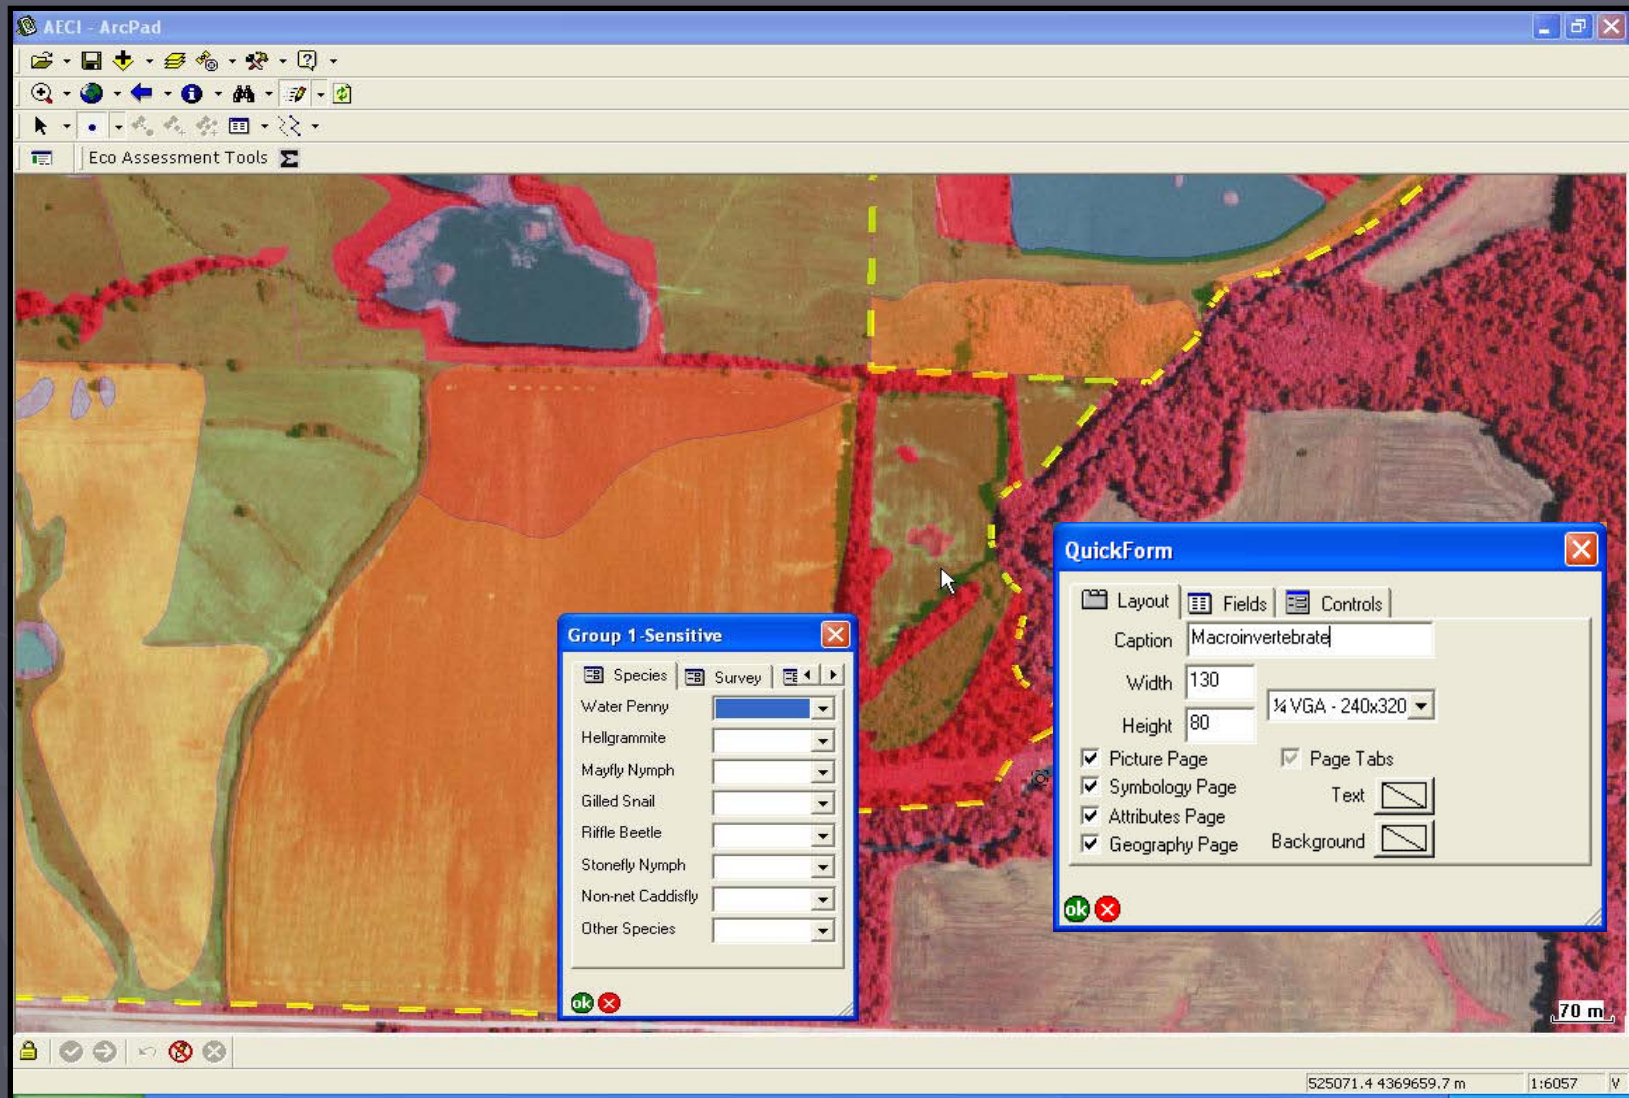 AECI - ArcPad
Eco Assessment Tools Σ
QuickForm
Layout Fields Controls
Caption Macroinvertebrate
Width 130
¼ VGA - 240x320
Height 80
Picture Page Page Tabs
Symbology Page Text
Attributes Page
Geography Page Background
ok
Group 1-Sensitive
Species Survey
Water Penny
Hellgrammite
Mayfly Nymph
Gilled Snail
Riffle Beetle
Stonefly Nymph
Non-net Caddisfly
Other Species
ok
70 m
525071.4 4369659.7 m 1:6057 V